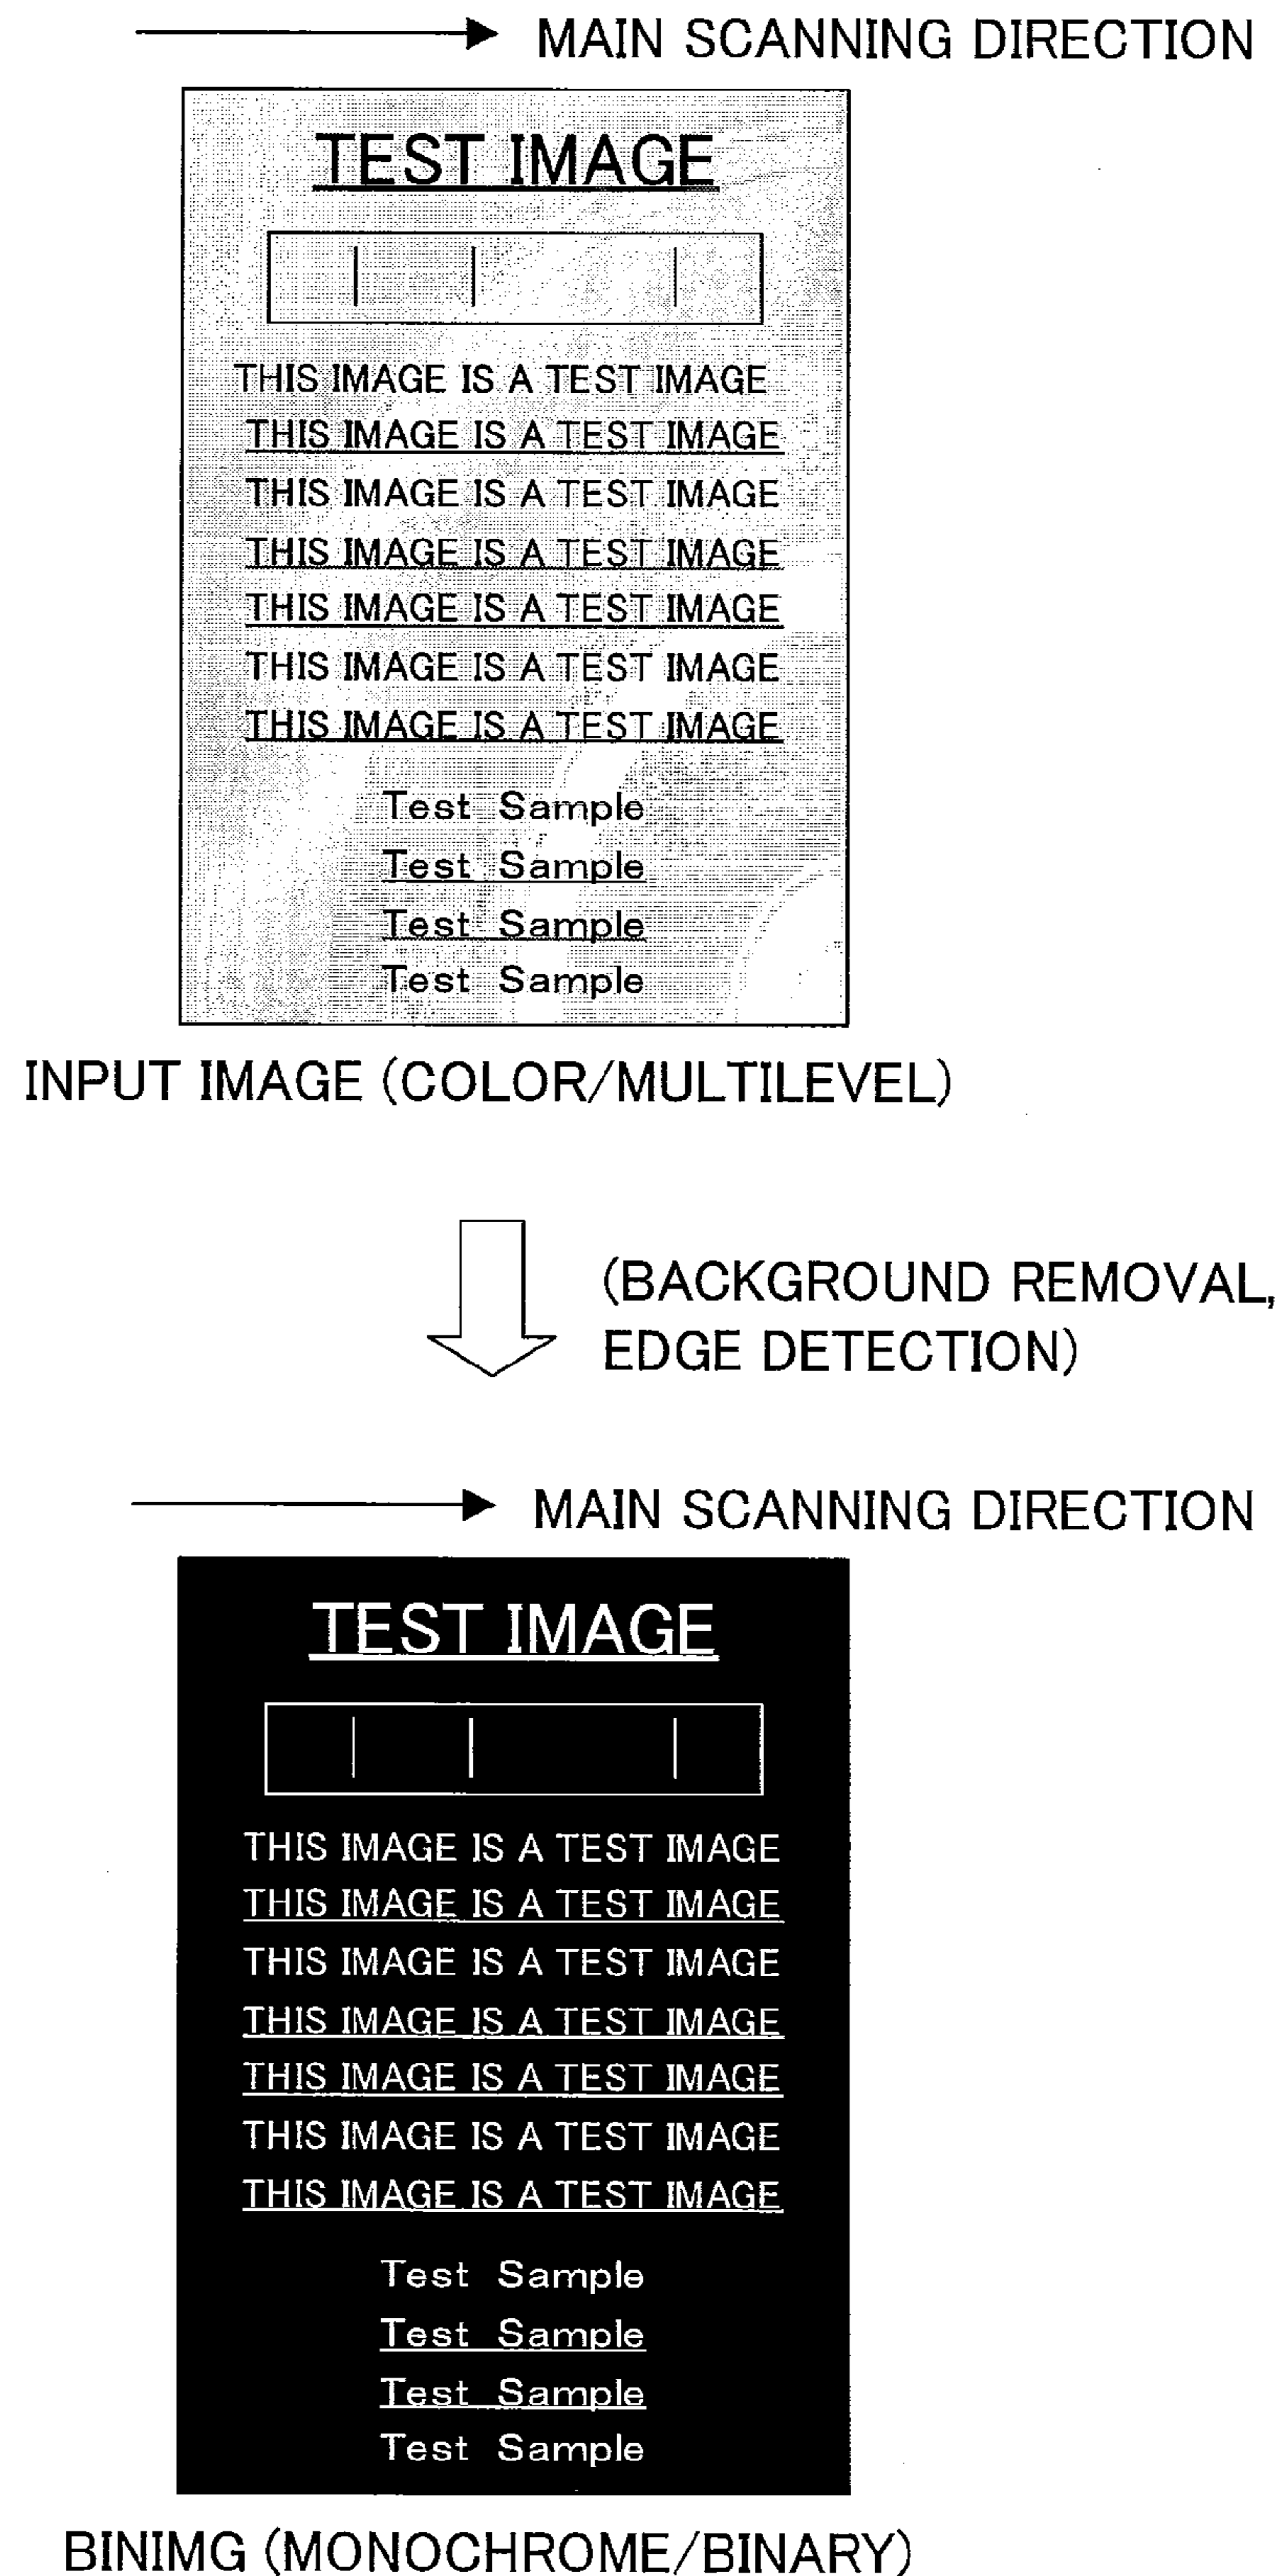 MAIN SCANNING DIRECTION
TEST IMAGE
THIS IMAGE IS A TEST IMAGE
THIS IMAGE IS A TEST IMAGE
THIS IMAGE IS A TEST IMAGE
THIS IMAGE IS A TEST IMAGE
THIS IMAGE IS A TEST IMAGE
THIS IMAGE IS A TEST IMAGE
THIS IMAGE IS A TEST IMAGE
Test Sample
Test Sample
Test Sample
Test Sample
INPUT IMAGE (COLOR/MULTILEVEL)
(BACKGROUND REMOVAL,
EDGE DETECTION)
MAIN SCANNING DIRECTION
TEST IMAGE
THIS IMAGE IS A TEST IMAGE
THIS IMAGE IS A TEST IMAGE
THIS IMAGE IS A TEST IMAGE
THIS IMAGE IS A TEST IMAGE
THIS IMAGE IS A TEST IMAGE
THIS IMAGE IS A TEST IMAGE
THIS IMAGE IS A TEST IMAGE
Test Sample
Test Sample
Test Sample
Test Sample
BINIMG (MONOCHROME/BINARY)